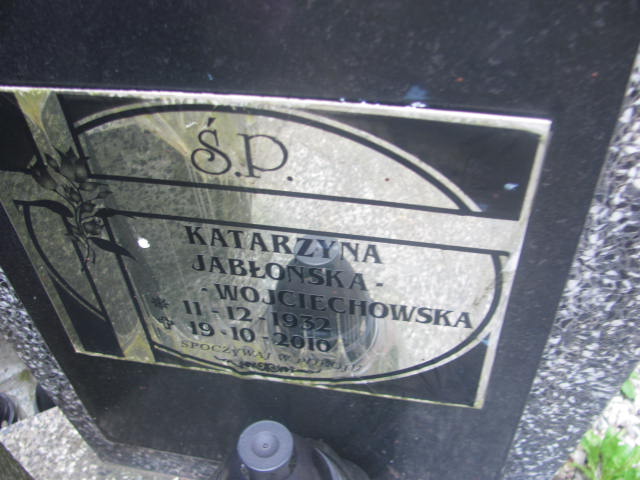 Ś.P.
KATARZYNA
JABŁOŃSKA -
- WOJCIECHOWSKA
* 11 - 12 - 1932
✝ 19 - 10 - 2010
SPOCZYWAJ W POKOJU